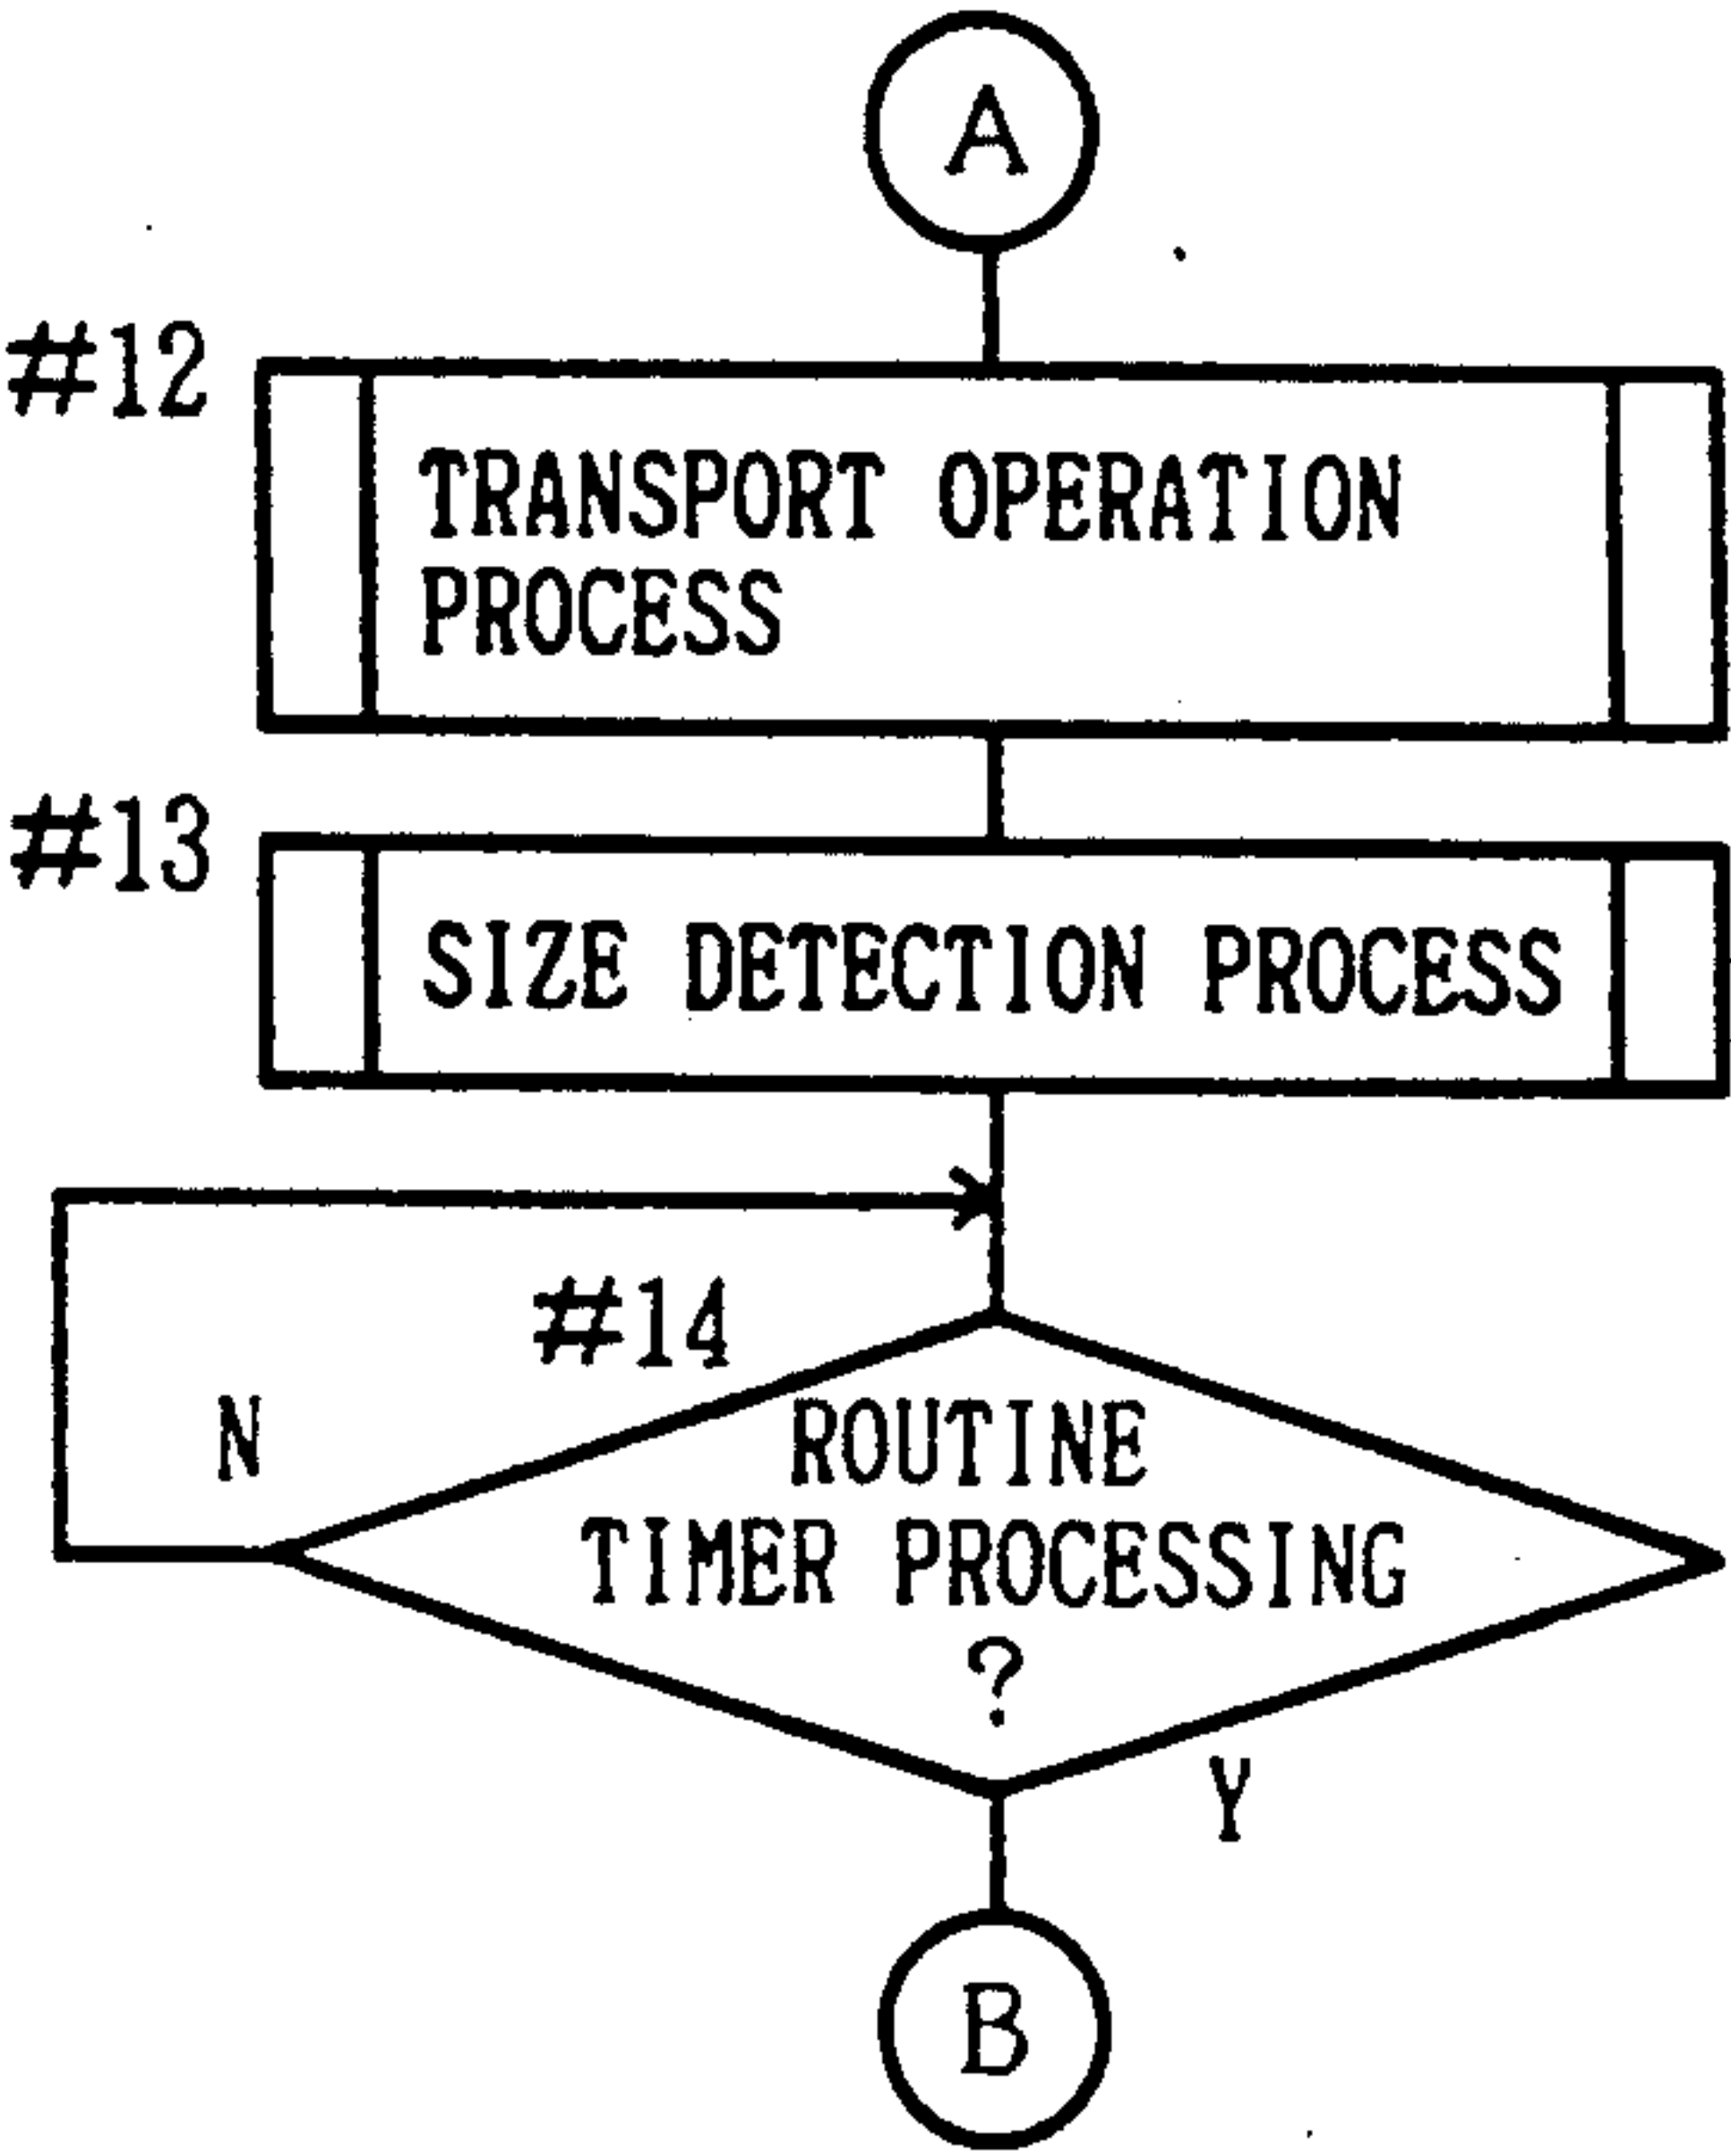 A
#12
TRANSPORT OPERATION
PROCESS
#13
SIZE DETECTION PROCESS
#14
N
ROUTINE
TIMER PROCESSING
?
Y
B